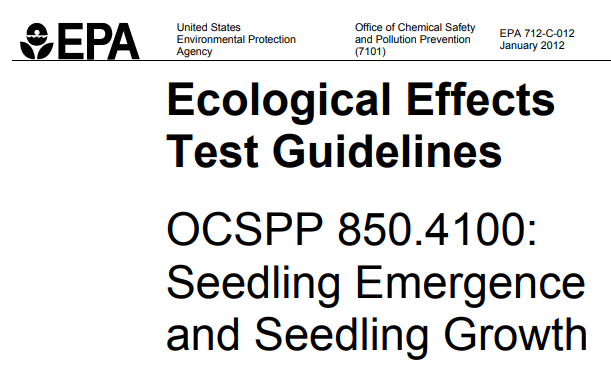 EPA
United States
Environmental Protection
Agency
Office of Chemical Safety
and Pollution Prevention
(7101)
EPA 712-C-012
January 2012
Ecological Effects
Test Guidelines
OCSPP 850.4100:
Seedling Emergence
and Seedling Growth